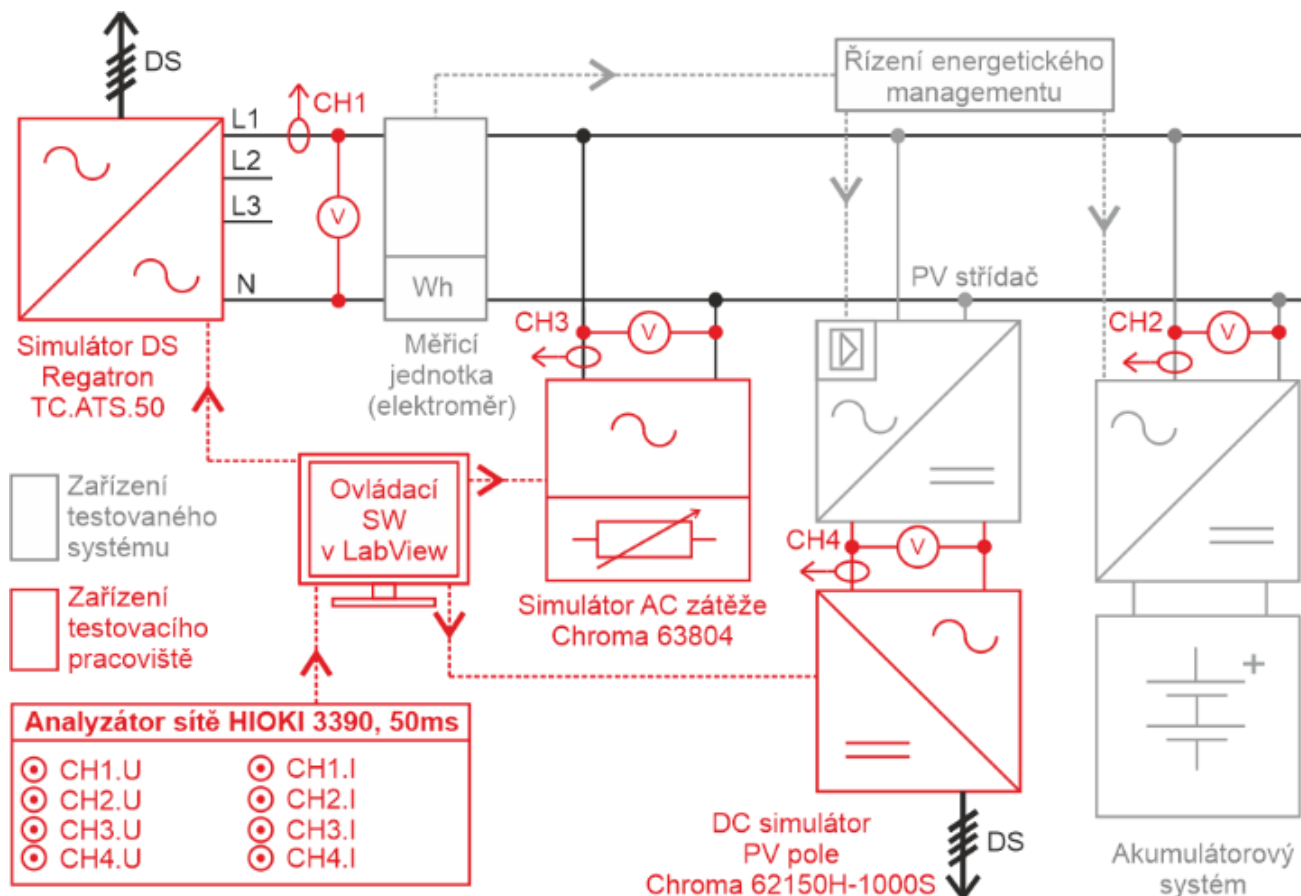 DS
L1
CH1
L2
L3
V
N
Simulátor DS
Regatron
TC.ATS.50
Wh
Měřicí
jednotka
(elektroměr)
Řízení energetického
managementu
PV střídač
CH3
V
CH2
V
CH4
V
Zařízení
testovaného
systému
Zařízení
testovacího
pracoviště
Ovládací
SW
v LabView
Simulátor AC zátěže
Chroma 63804
Analyzátor sítě HIOKI 3390, 50ms
CH1.U CH1.I
CH2.U CH2.I
CH3.U CH3.I
CH4.U CH4.I
DC simulátor
PV pole
Chroma 62150H-1000S
DS
+
Akumulátorový
systém